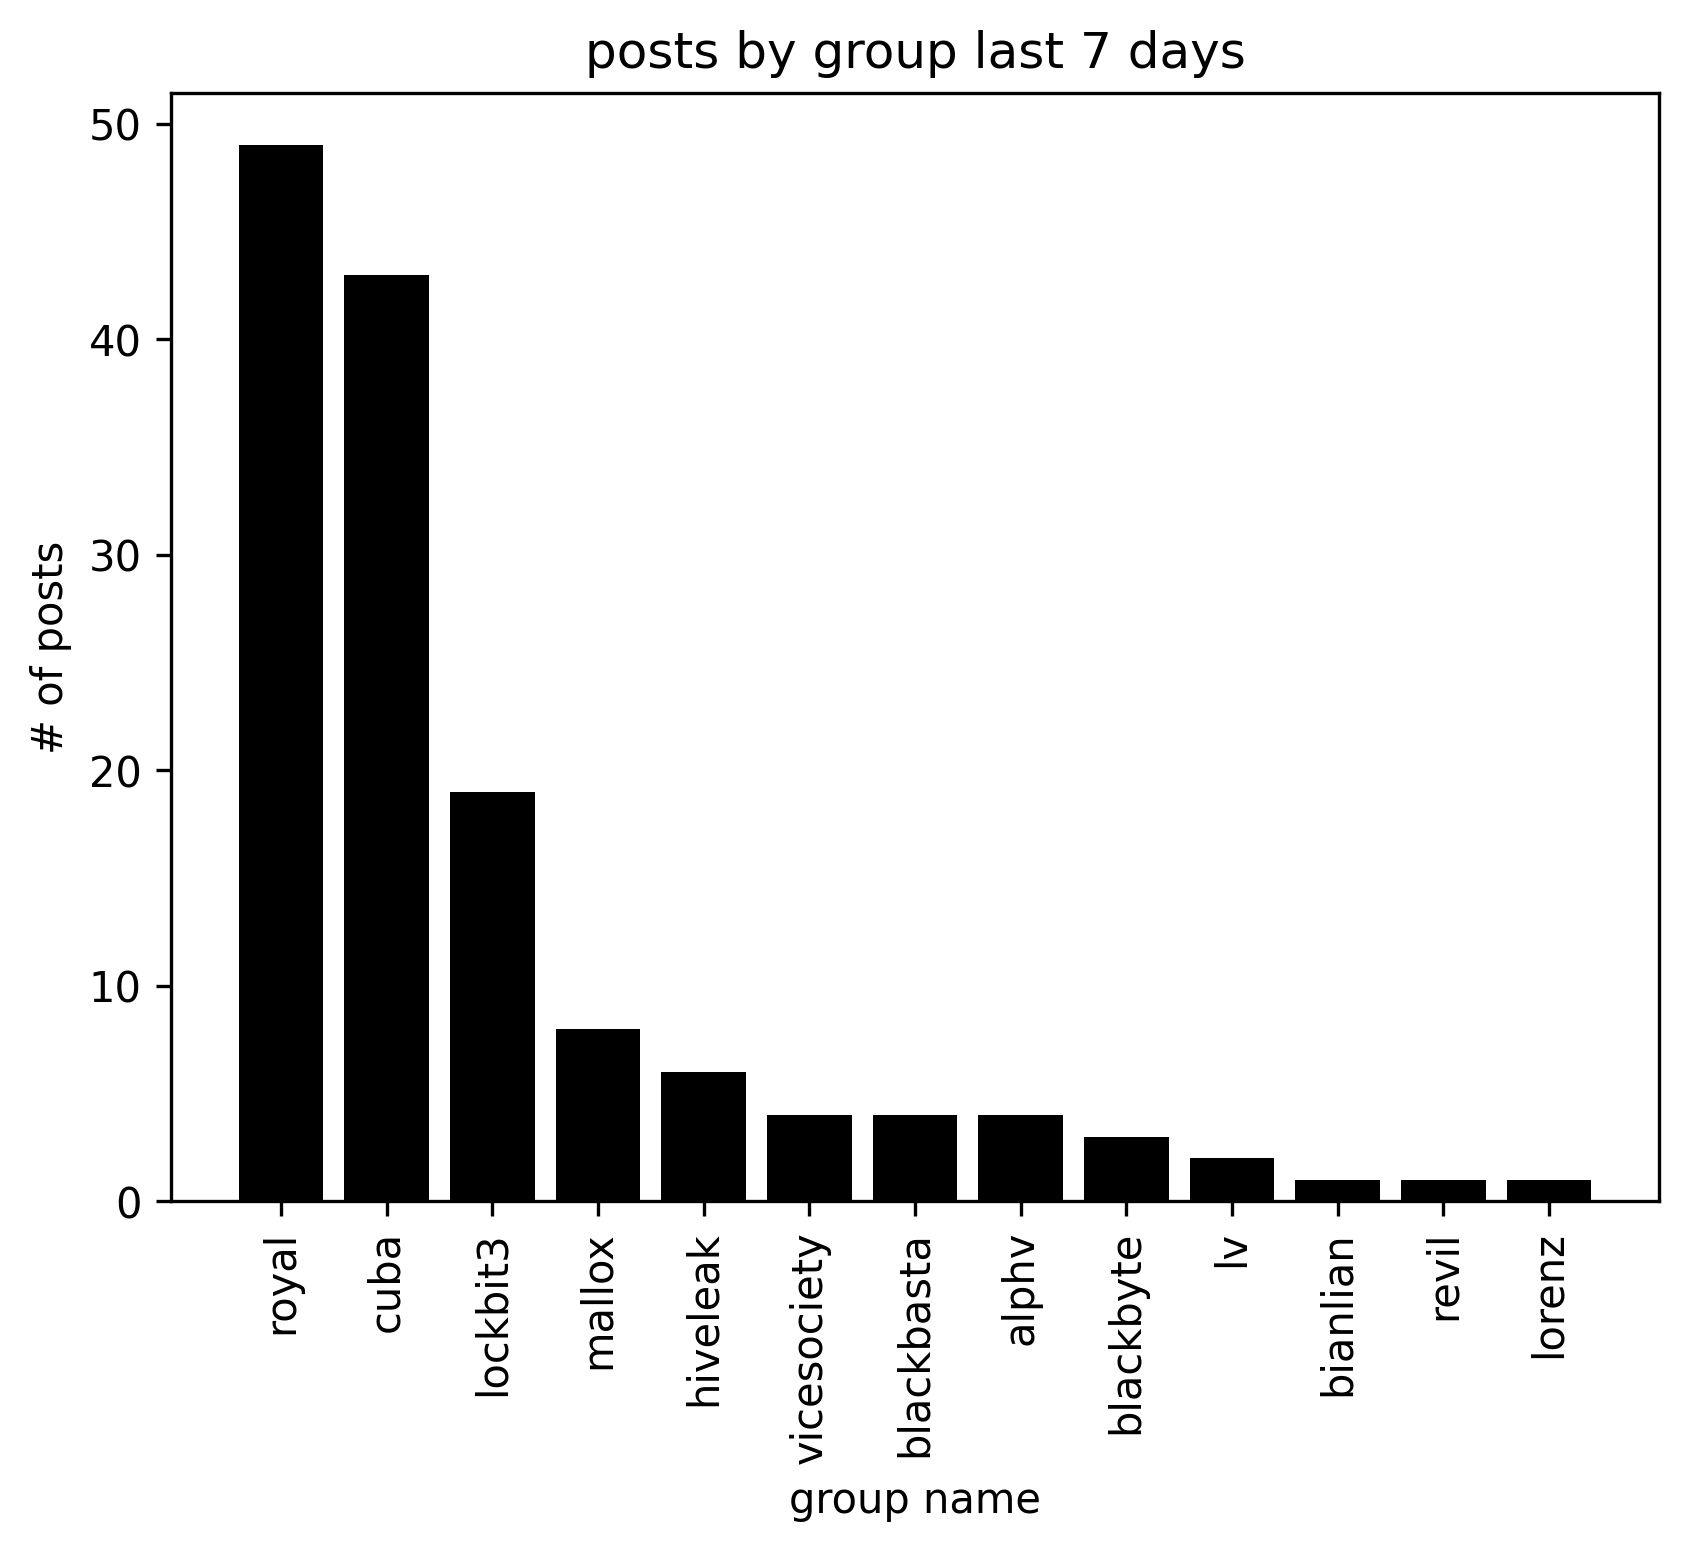 posts by group last 7 days
# of posts
50
40
30
20
10
0
royal
cuba
lockbit3
mallox
hiveleak
vicesociety
blackbasta
alphv
blackbyte
lv
bianlian
revil
lorenz
group name